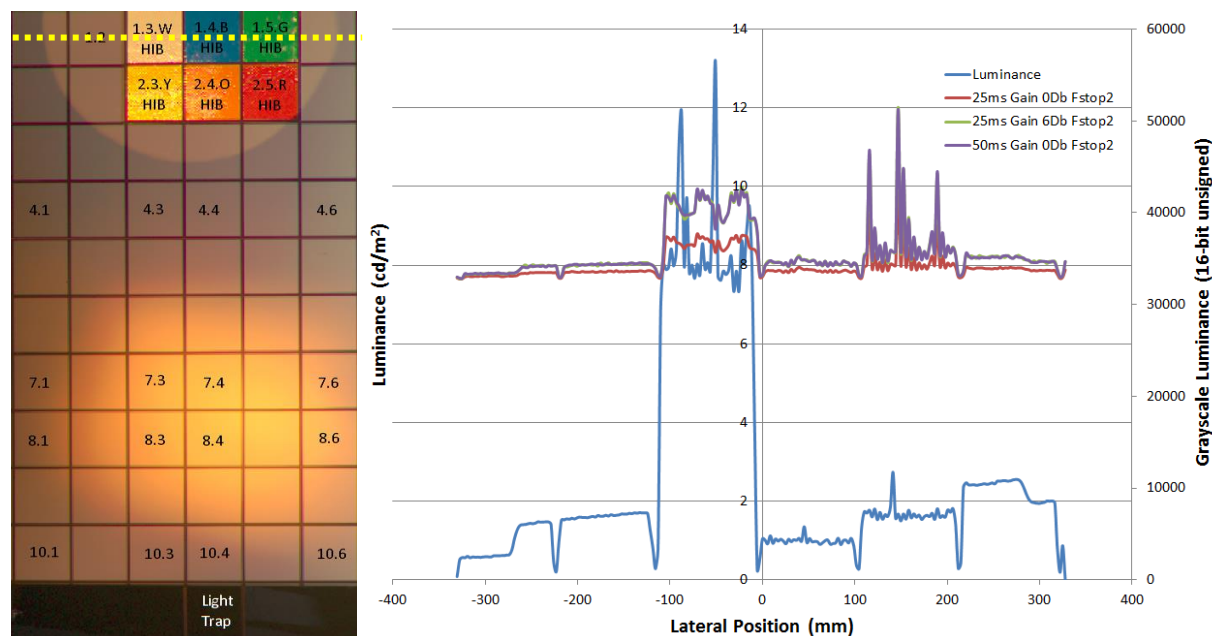 1.2
1.3.W
HIB
1.4.B
HIB
1.5.G
HIB
2.3.Y
HIB
2.4.O
HIB
2.5.R
HIB
4.1
4.3
4.4
4.6
7.1
7.3
7.4
7.6
8.1
8.3
8.4
8.6
10.1
10.3
10.4
10.6
Light
Trap
Luminance (cd/m²)
14
12
10
8
6
4
2
0
-400
-300
-200
-100
0
100
200
300
400
Lateral Position (mm)
Luminance
25ms Gain 0Db Fstop2
25ms Gain 6Db Fstop2
50ms Gain 0Db Fstop2
60000
50000
40000
30000
20000
10000
0
Grayscale Luminance (16-bit unsigned)